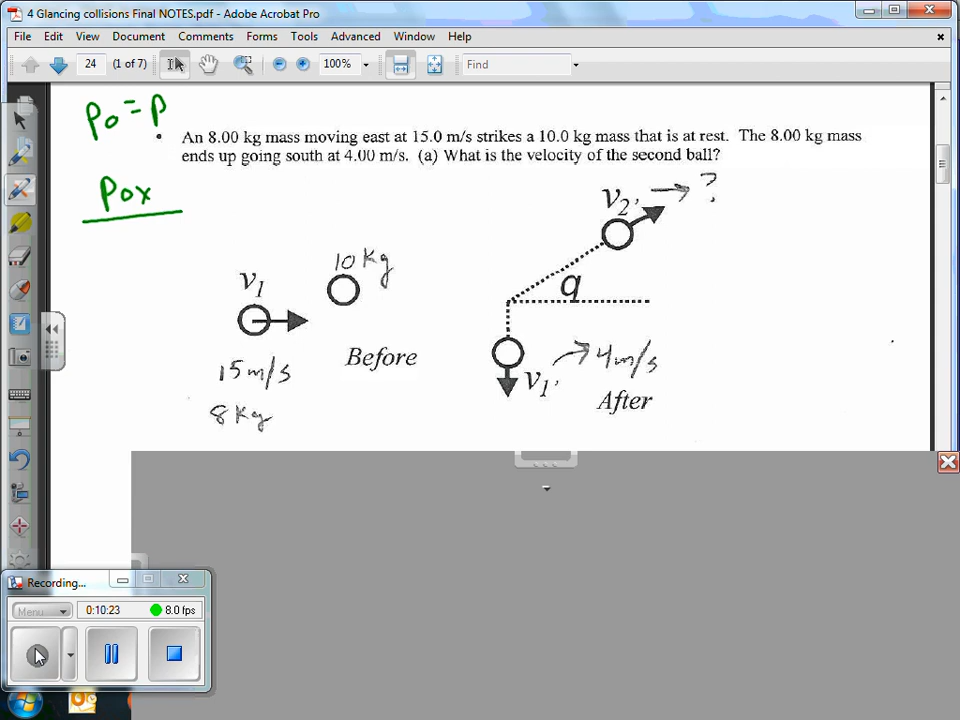 4 Glancing collisions Final NOTES.pdf - Adobe Acrobat Pro
File Edit View Document Comments Forms Tools Advanced Window Help
24 (1 of 7) 100% Find
Po = P
• An 8.00 kg mass moving east at 15.0 m/s strikes a 10.0 kg mass that is at rest. The 8.00 kg mass
ends up going south at 4.00 m/s. (a) What is the velocity of the second ball?
Pox
v2' → ?
10 kg
v1
q
Before
15 m/s
4 m/s
v1'
8 kg
After
Recording...
Menu 0:10:23 8.0 fps